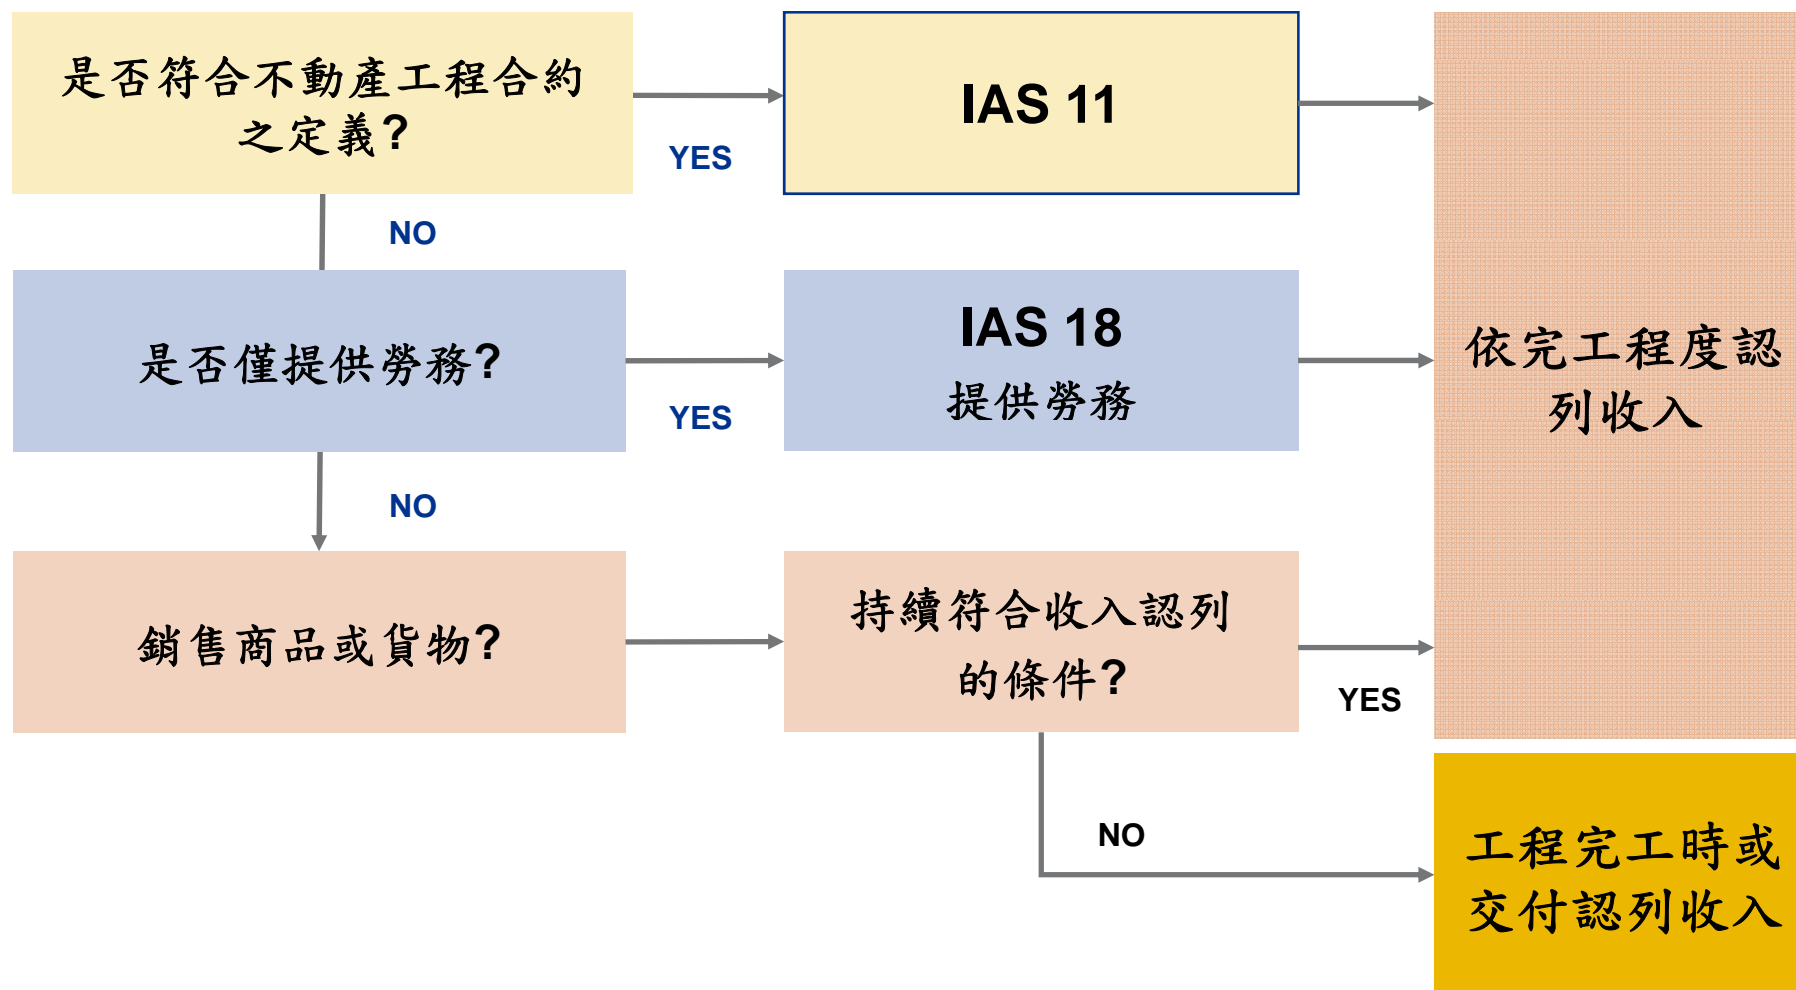 是否符合不動產工程合約
之定義?
YES
IAS 11
NO
是否僅提供勞務?
YES
IAS 18
提供勞務
依完工程度認
列收入
NO
銷售商品或貨物?
持續符合收入認列
的條件?
YES
NO
工程完工時或
交付認列收入